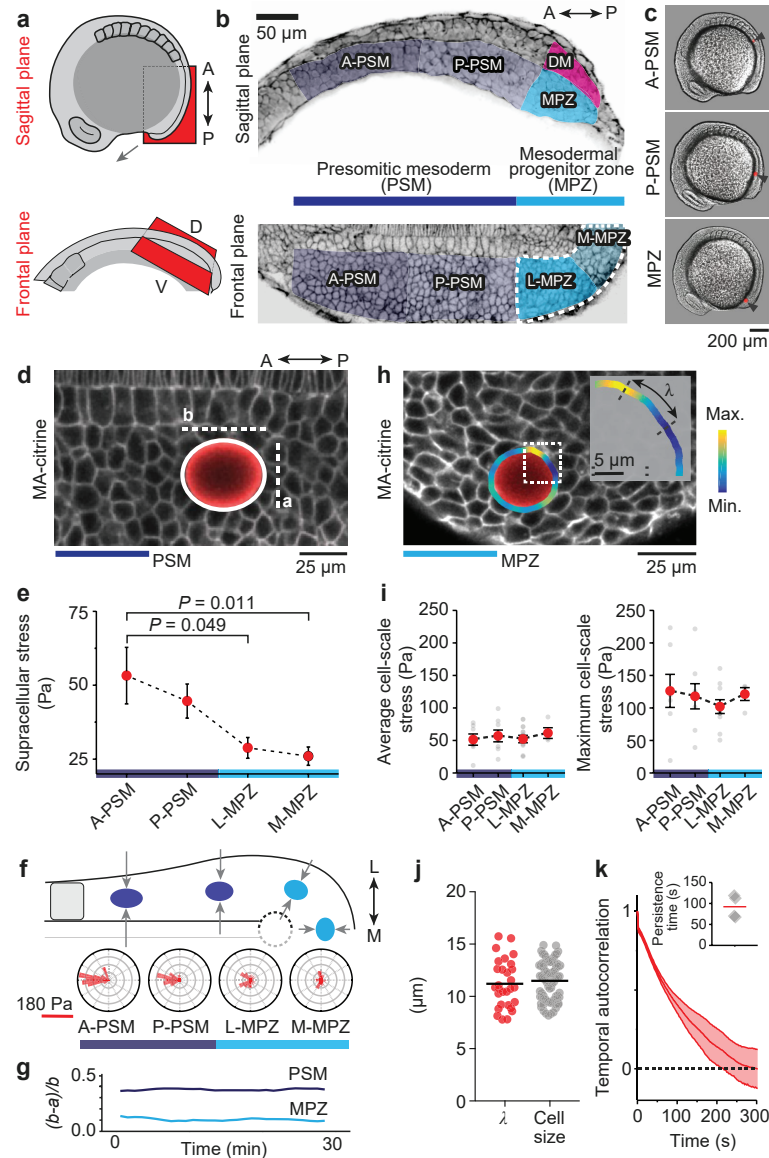 a
Sagittal plane
A
P
Frontal plane
D
V
b
50 µm
A P
Sagittal plane
A-PSM
P-PSM
DM
MPZ
Presomitic mesoderm
(PSM)
Mesodermal
progenitor zone
(MPZ)
Frontal plane
A-PSM
P-PSM
L-MPZ
M-MPZ
c
A-PSM
P-PSM
MPZ
200 µm
d
A P
MA-citrine
b
a
PSM
25 µm
h
MA-citrine
λ
5 µm
Max.
Min.
MPZ
25 µm
e
Supracellular stress
(Pa)
75
50
25
P = 0.011
P = 0.049
A-PSM
P-PSM
L-MPZ
M-MPZ
i
Average cell-scale
stress (Pa)
250
200
150
100
50
0
A-PSM
P-PSM
L-MPZ
M-MPZ
Maximum cell-scale
stress (Pa)
250
200
150
100
50
0
A-PSM
P-PSM
L-MPZ
M-MPZ
f
L
M
180 Pa
A-PSM
P-PSM
L-MPZ
M-MPZ
g
(b-a)/b
0.5
0.0
PSM
MPZ
0
30
Time (min)
j
(µm)
20
15
10
5
0
λ
Cell
size
k
Temporal autocorrelation
1
0
Persistence
time (s)
150
100
50
0
0
100
200
300
Time (s)